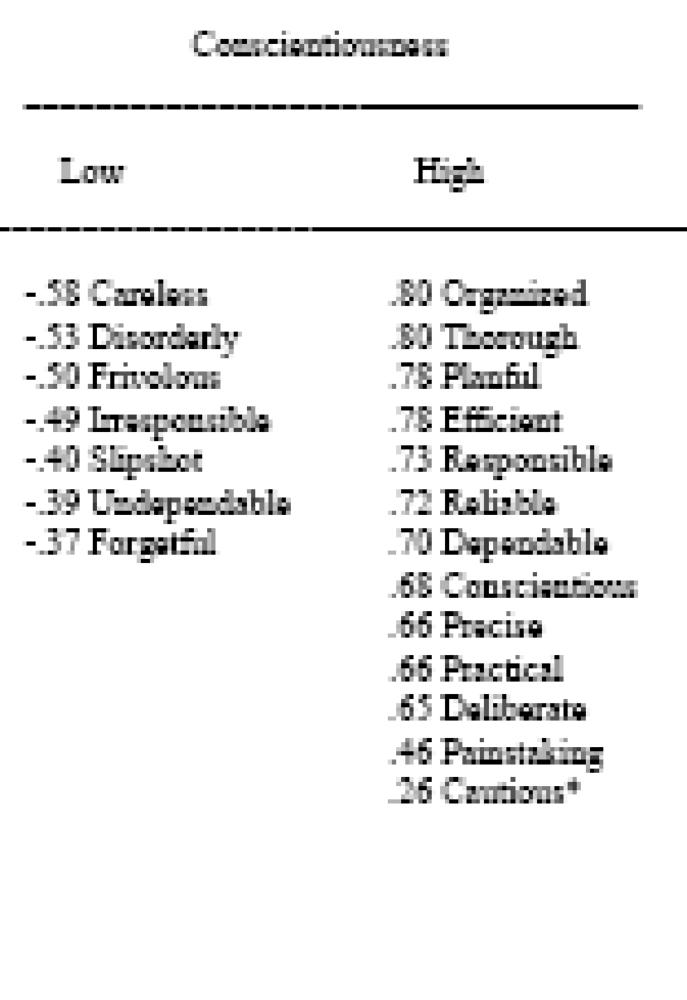 Conscientiousness
Low High
-.58 Careless .80 Organized
-.53 Disorderly .80 Thorough
-.50 Frivolous .78 Planful
-.49 Irresponsible .78 Efficient
-.40 Slipshot .73 Responsible
-.39 Undependable .72 Reliable
-.37 Forgetful .70 Dependable
.68 Conscientious
.66 Precise
.66 Practical
.65 Deliberate
.46 Painstaking
.26 Cautious*